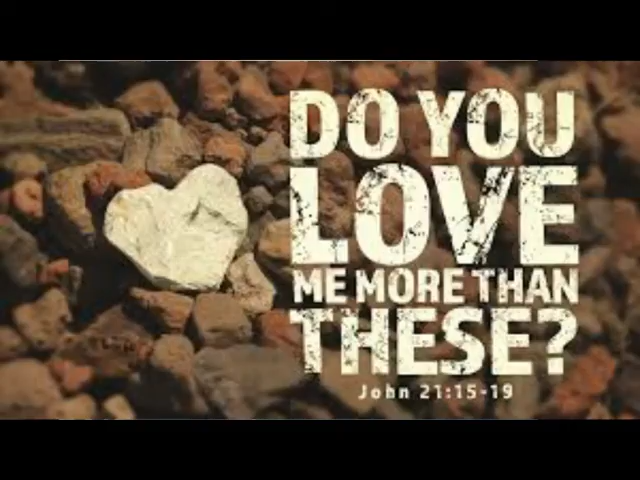 DO YOU
LOVE
ME MORE THAN
THESE?
John 21:15-19